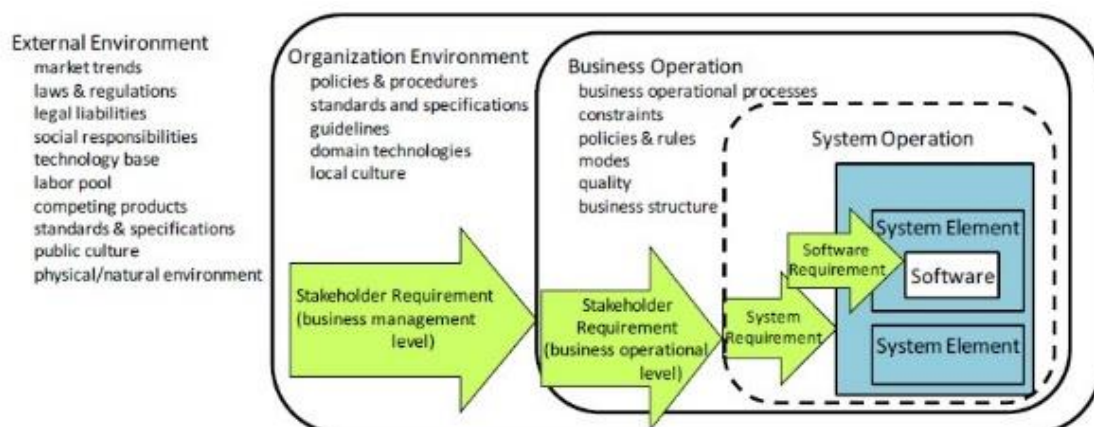 External Environment
market trends
laws & regulations
legal liabilities
social responsibilities
technology base
labor pool
competing products
standards & specifications
public culture
physical/natural environment
Organization Environment
policies & procedures
standards and specifications
guidelines
domain technologies
local culture
Business Operation
business operational processes
constraints
policies & rules
modes
quality
business structure
System Operation
Stakeholder Requirement
(business management
level)
Stakeholder
Requirement
(business operational
level)
System
Requirement
Software
Requirement
System Element
Software
System Element